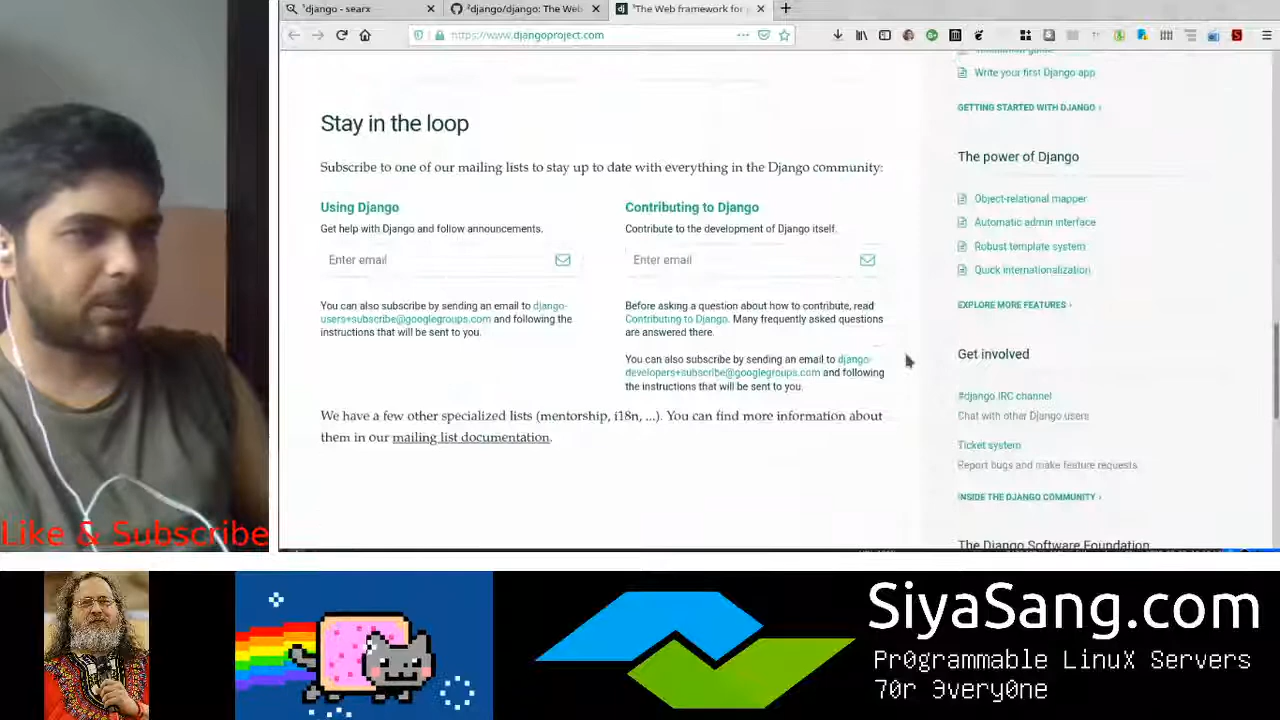 ¹django - searx
²django/django: The Web
³The Web framework for
https://www.djangoproject.com
Stay in the loop
Subscribe to one of our mailing lists to stay up to date with everything in the Django community:
Using Django
Get help with Django and follow announcements.
Enter email
You can also subscribe by sending an email to django-
users+subscribe@googlegroups.com and following the
instructions that will be sent to you.
Contributing to Django
Contribute to the development of Django itself.
Enter email
Before asking a question about how to contribute, read
Contributing to Django. Many frequently asked questions
are answered there.
You can also subscribe by sending an email to django-
developers+subscribe@googlegroups.com and following
the instructions that will be sent to you.
We have a few other specialized lists (mentorship, i18n, ...). You can find more information about
them in our mailing list documentation.
Write your first Django app
GETTING STARTED WITH DJANGO ›
The power of Django
Object-relational mapper
Automatic admin interface
Robust template system
Quick internationalization
EXPLORE MORE FEATURES ›
Get involved
#django IRC channel
Chat with other Django users
Ticket system
Report bugs and make feature requests
INSIDE THE DJANGO COMMUNITY ›
The Django Software Foundation
Like & Subscribe
SiyaSang.com
Pr0grammable LinuX Servers
70r 3very0ne